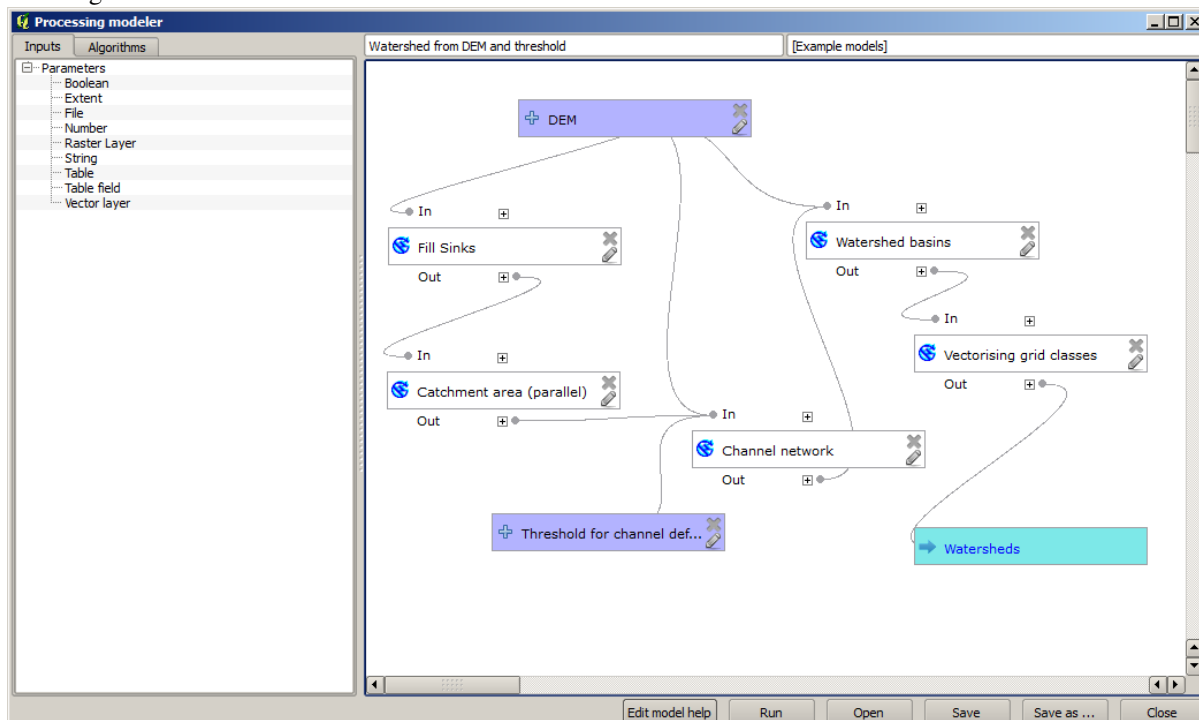 Processing modeler
Inputs
Algorithms
Watershed from DEM and threshold
[Example models]
Parameters
Boolean
Extent
File
Number
Raster Layer
String
Table
Table field
Vector layer
DEM
In
Fill Sinks
Out
In
Watershed basins
Out
In
Vectorising grid classes
Out
In
Catchment area (parallel)
Out
In
Channel network
Out
Threshold for channel def...
Watersheds
Edit model help
Run
Open
Save
Save as ...
Close